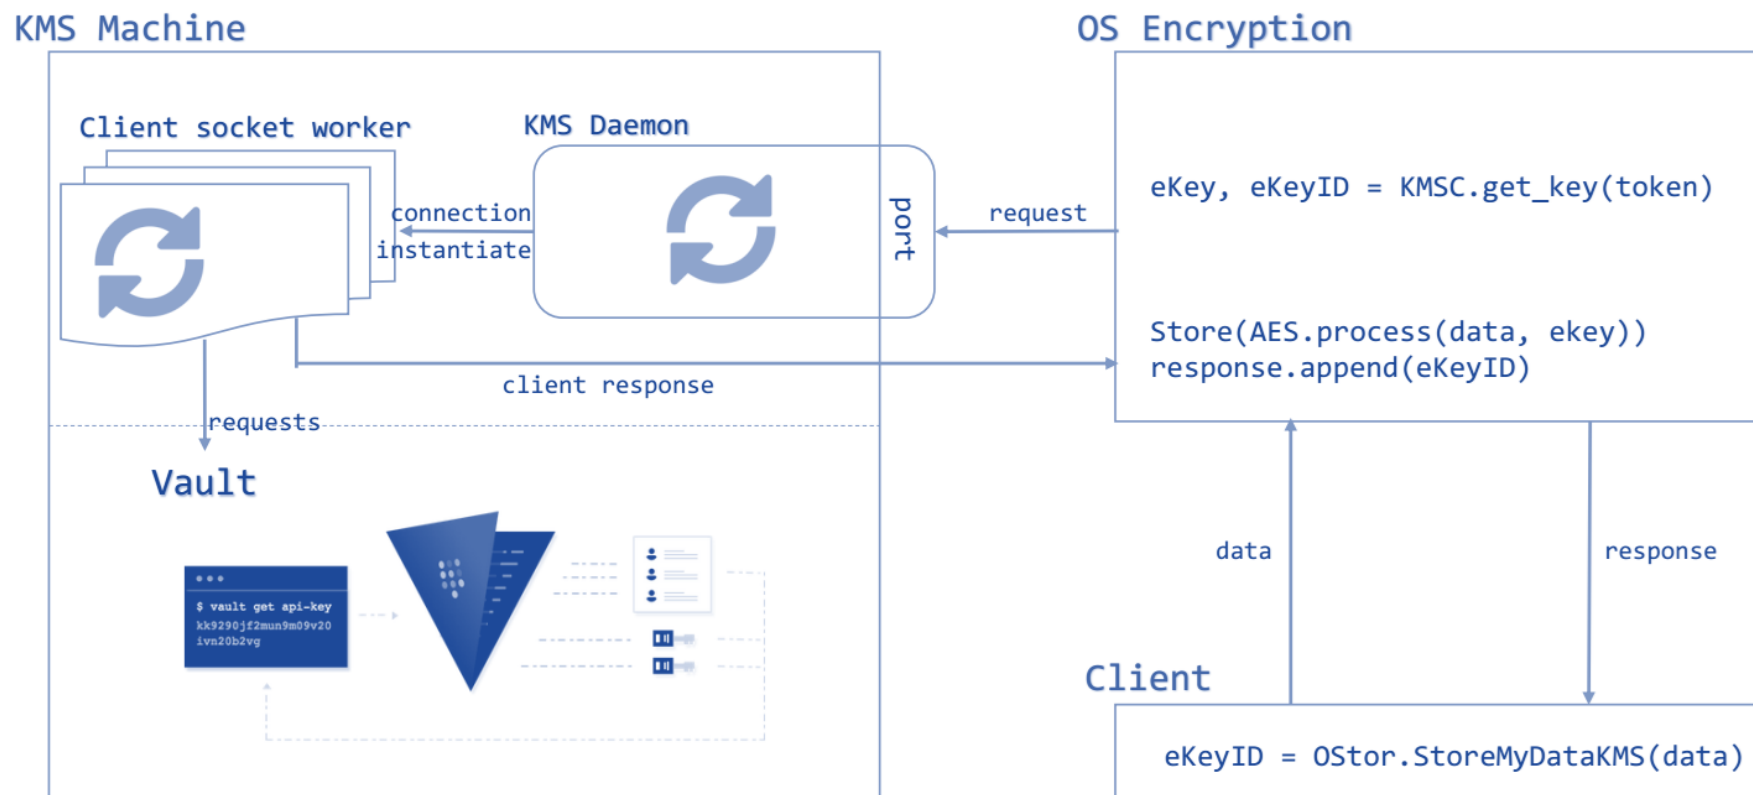 KMS Machine
OS Encryption
Client socket worker
KMS Daemon
connection
instantiate
port
request
eKey, eKeyID = KMSC.get_key(token)
Store(AES.process(data, ekey))
response.append(eKeyID)
client response
requests
Vault
$ vault get api-key
kk9290jf2mun9m09v20
ivn20b2vg
data
response
Client
eKeyID = OStor.StoreMyDataKMS(data)